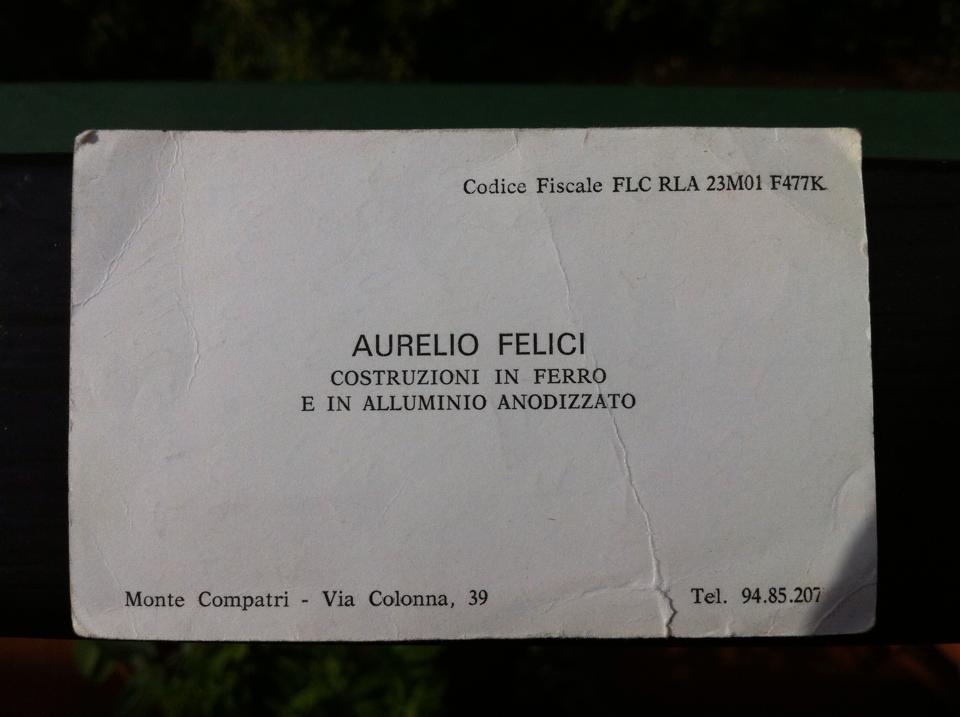 Codice Fiscale FLC RLA 23M01 F477K
AURELIO FELICI
COSTRUZIONI IN FERRO
E IN ALLUMINIO ANODIZZATO
Monte Compatri - Via Colonna, 39
Tel. 94.85.207